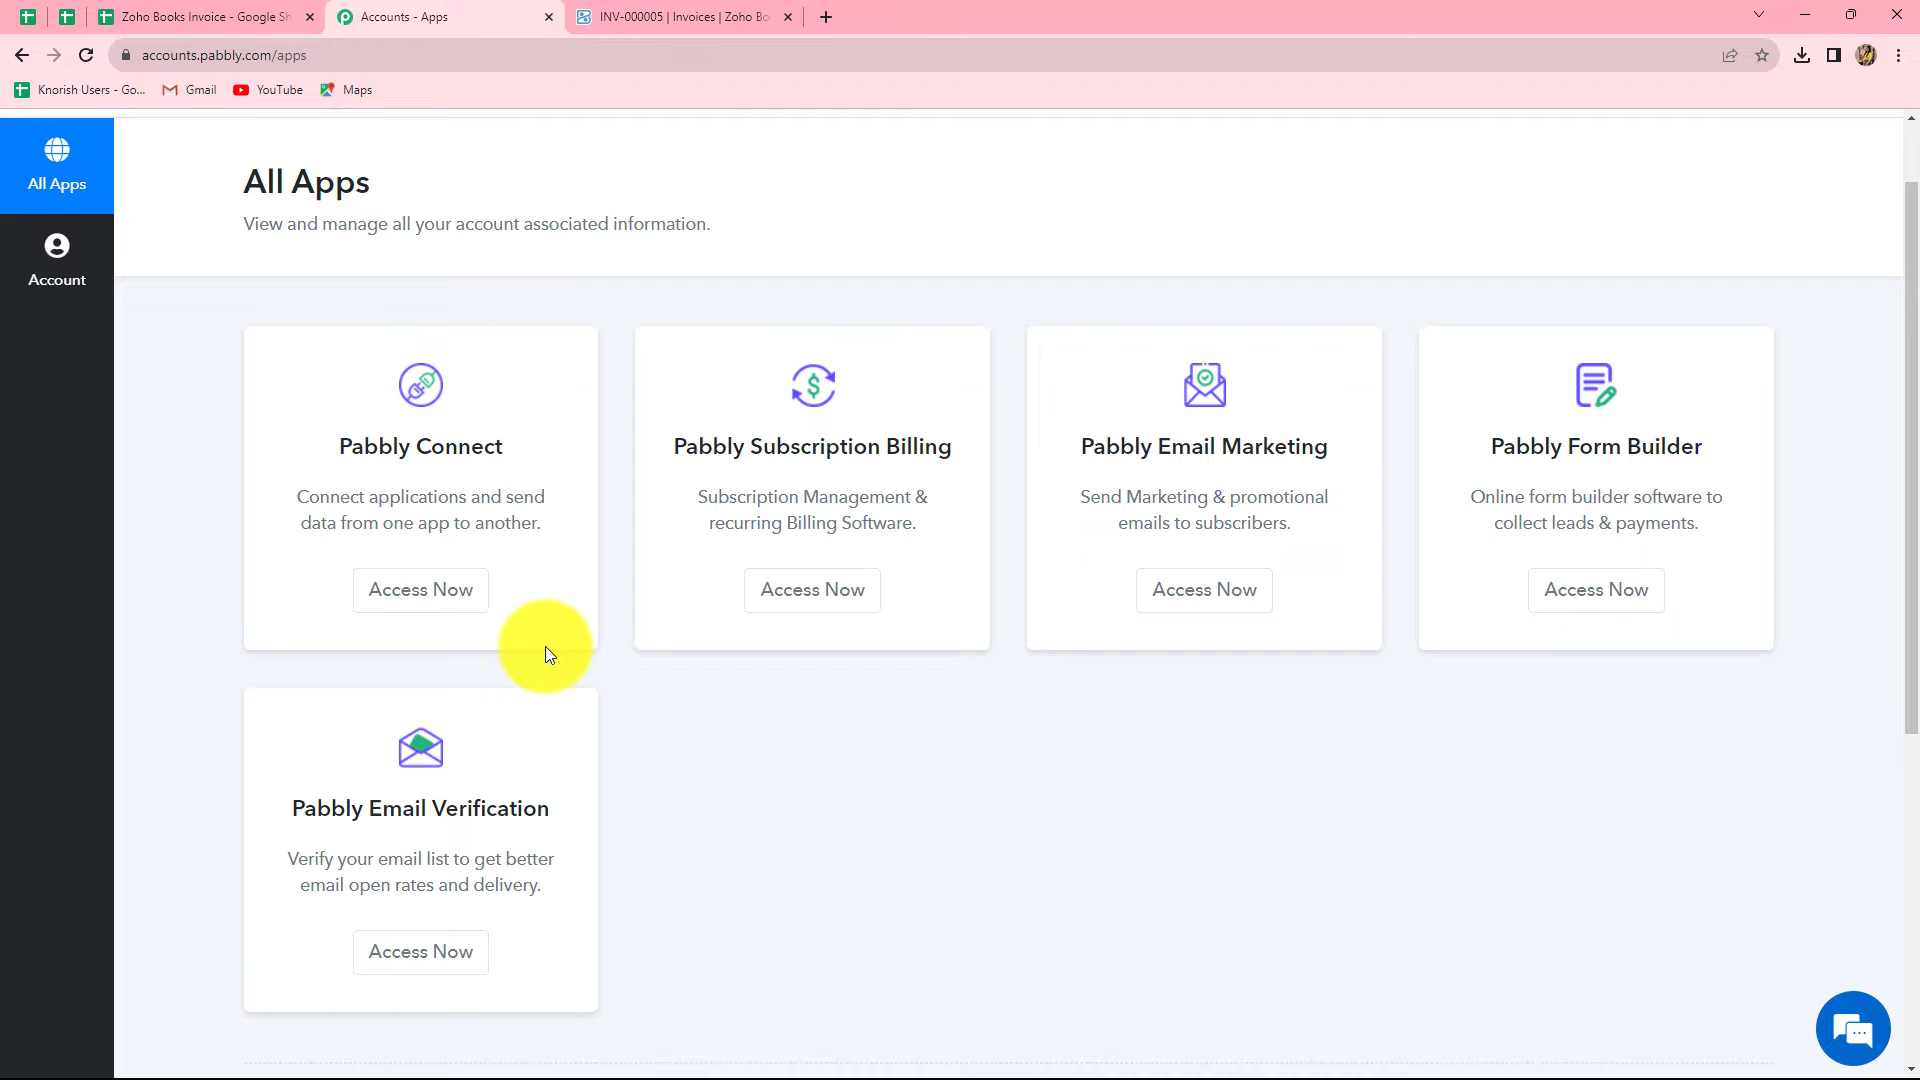 Zoho Books Invoice - Google Sh
Accounts - Apps
INV-000005 | Invoices | Zoho Bo
accounts.pabbly.com/apps
Knorish Users - Go...
Gmail
YouTube
Maps
All Apps
Account
All Apps
View and manage all your account associated information.
Pabbly Connect
Connect applications and send
data from one app to another.
Access Now
Pabbly Subscription Billing
Subscription Management &
recurring Billing Software.
Access Now
Pabbly Email Marketing
Send Marketing & promotional
emails to subscribers.
Access Now
Pabbly Form Builder
Online form builder software to
collect leads & payments.
Access Now
Pabbly Email Verification
Verify your email list to get better
email open rates and delivery.
Access Now